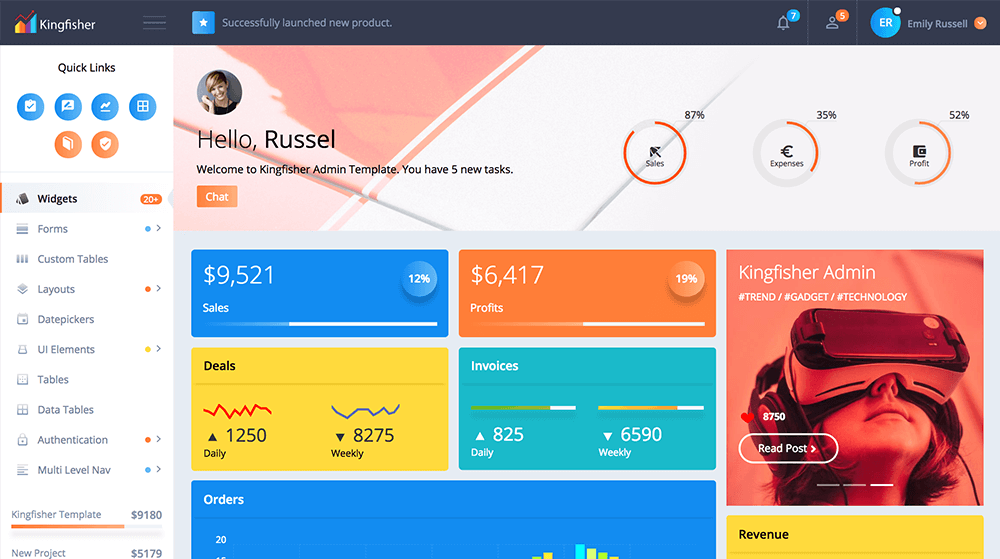 Kingfisher
Successfully launched new product.
7
5
ER
Emily Russell
Quick Links
Widgets
20+
Forms
Custom Tables
Layouts
Datepickers
UI Elements
Tables
Data Tables
Authentication
Multi Level Nav
Kingfisher Template $9180
New Project $5179
Hello, Russel
Welcome to Kingfisher Admin Template. You have 5 new tasks.
Chat
87%
Sales
35%
Expenses
52%
Profit
$9,521
12%
Sales
$6,417
19%
Profits
Kingfisher Admin
#TREND / #GADGET / #TECHNOLOGY
8750
Read Post
Deals
▲ 1250
Daily
▼ 8275
Weekly
Invoices
▲ 825
Daily
▼ 6590
Weekly
Orders
20
15
Revenue